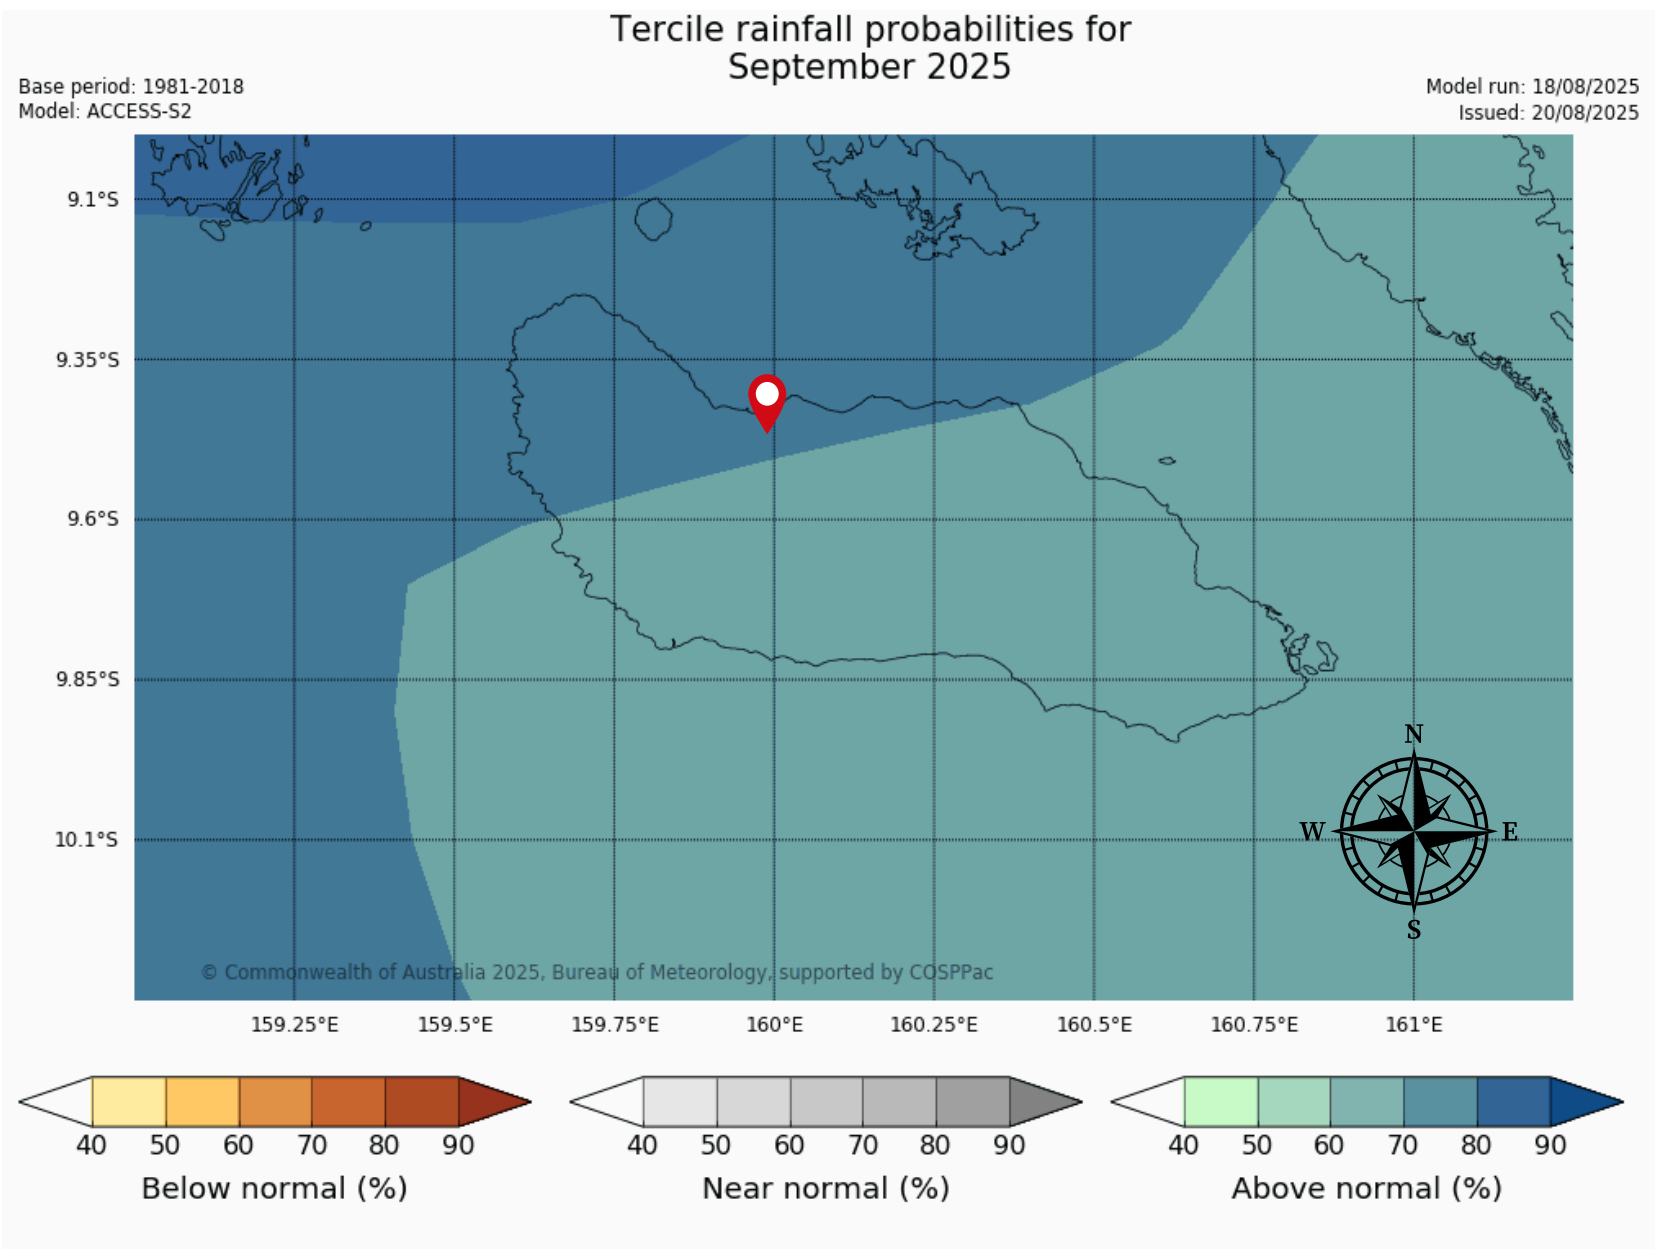 Tercile rainfall probabilities for
September 2025
Base period: 1981-2018
Model: ACCESS-S2
Model run: 18/08/2025
Issued: 20/08/2025
9.1°S
9.35°S
9.6°S
9.85°S
10.1°S
N
W
E
S
© Commonwealth of Australia 2025, Bureau of Meteorology, supported by COSPPac
159.25°E 159.5°E 159.75°E 160°E 160.25°E 160.5°E 160.75°E 161°E
40 50 60 70 80 90
Below normal (%)
40 50 60 70 80 90
Near normal (%)
40 50 60 70 80 90
Above normal (%)